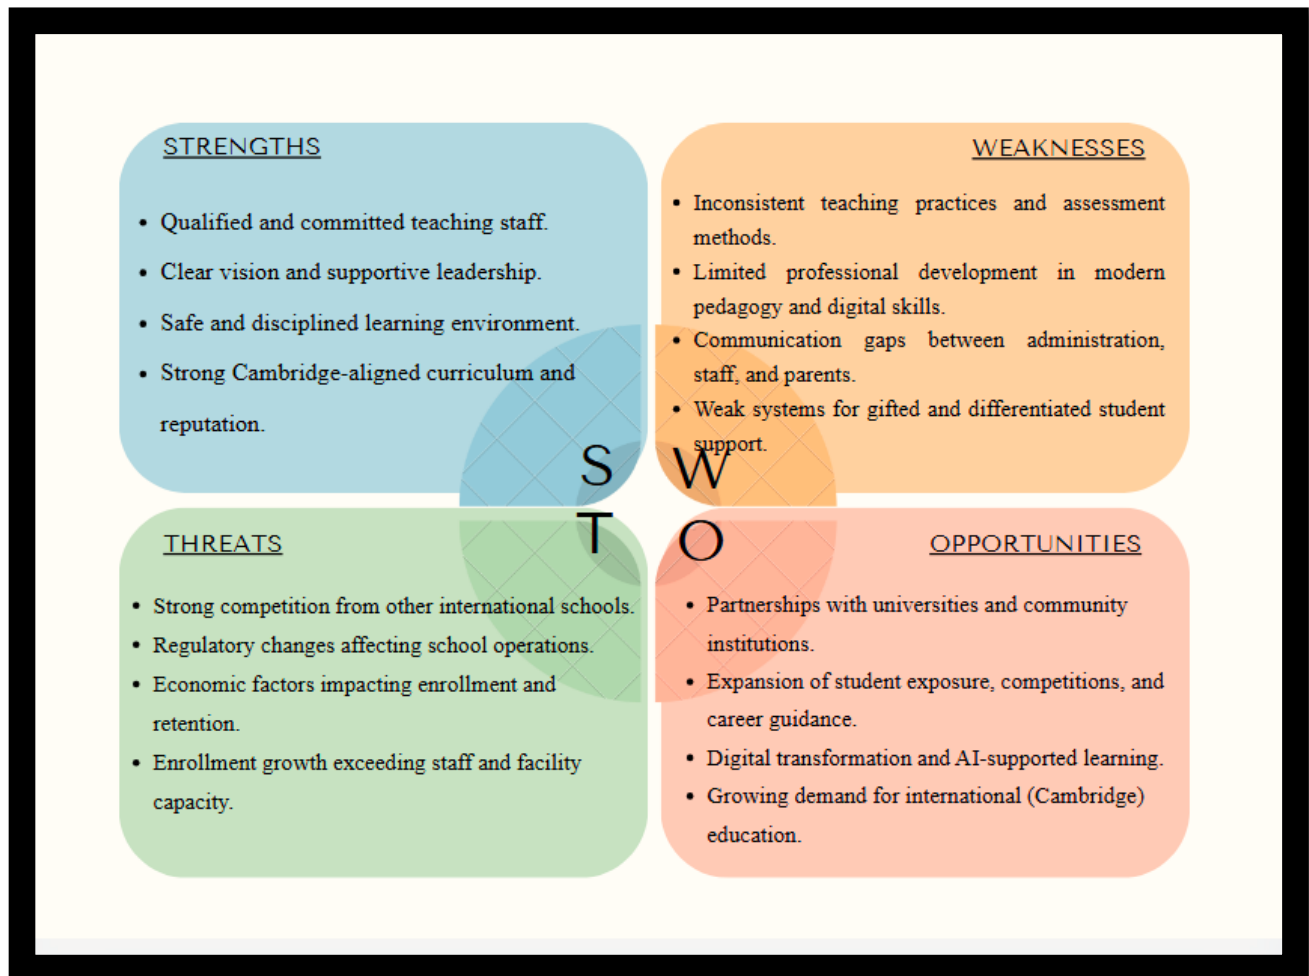 STRENGTHS
• Qualified and committed teaching staff.
• Clear vision and supportive leadership.
• Safe and disciplined learning environment.
• Strong Cambridge-aligned curriculum and
reputation.
WEAKNESSES
• Inconsistent teaching practices and assessment
methods.
• Limited professional development in modern
pedagogy and digital skills.
• Communication gaps between administration,
staff, and parents.
• Weak systems for gifted and differentiated student
support.
S W
T O
THREATS
• Strong competition from other international schools.
• Regulatory changes affecting school operations.
• Economic factors impacting enrollment and
retention.
• Enrollment growth exceeding staff and facility
capacity.
OPPORTUNITIES
• Partnerships with universities and community
institutions.
• Expansion of student exposure, competitions, and
career guidance.
• Digital transformation and AI-supported learning.
• Growing demand for international (Cambridge)
education.